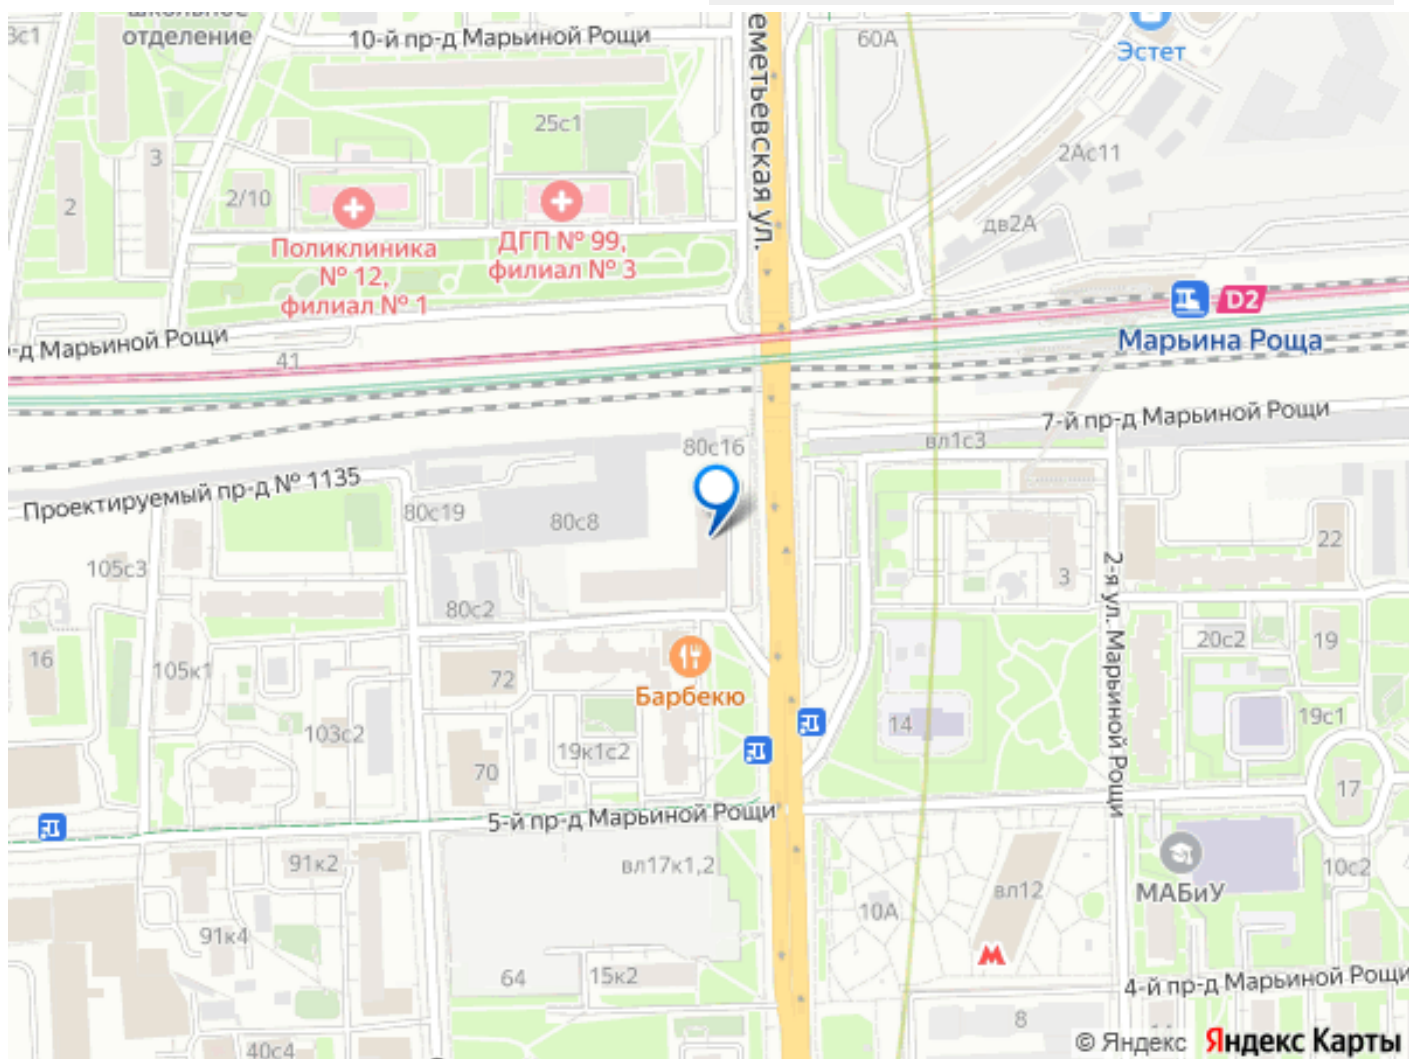 3с1
школьное
отделение
10-й пр-д Марьиной Рощи
60А
Эстет
25с1
2Ас11
3
2
2/10
дв2А
Поликлиника
№ 12,
филиал № 1
ДГП № 99,
филиал № 3
еметьевская ул.
D2
Марьина Роща
-д Марьиной Рощи
41
7-й пр-д Марьиной Рощи
вл1с3
80с16
Проектируемый пр-д № 1135
80с19
80с8
22
105с3
3
2-я ул. Марьиной Рощи
80с2
20с2
19
16
105к1
72
Барбекю
14
19с1
103с2
19к1с2
70
17
5-й пр-д Марьиной Рощи
91к2
вл17к1,2
вл12
10А
МАБиУ
10с2
91к4
64
15к2
М
4-й пр-д Марьиной Рощи
8
40с4
© Яндекс Яндекс Карты